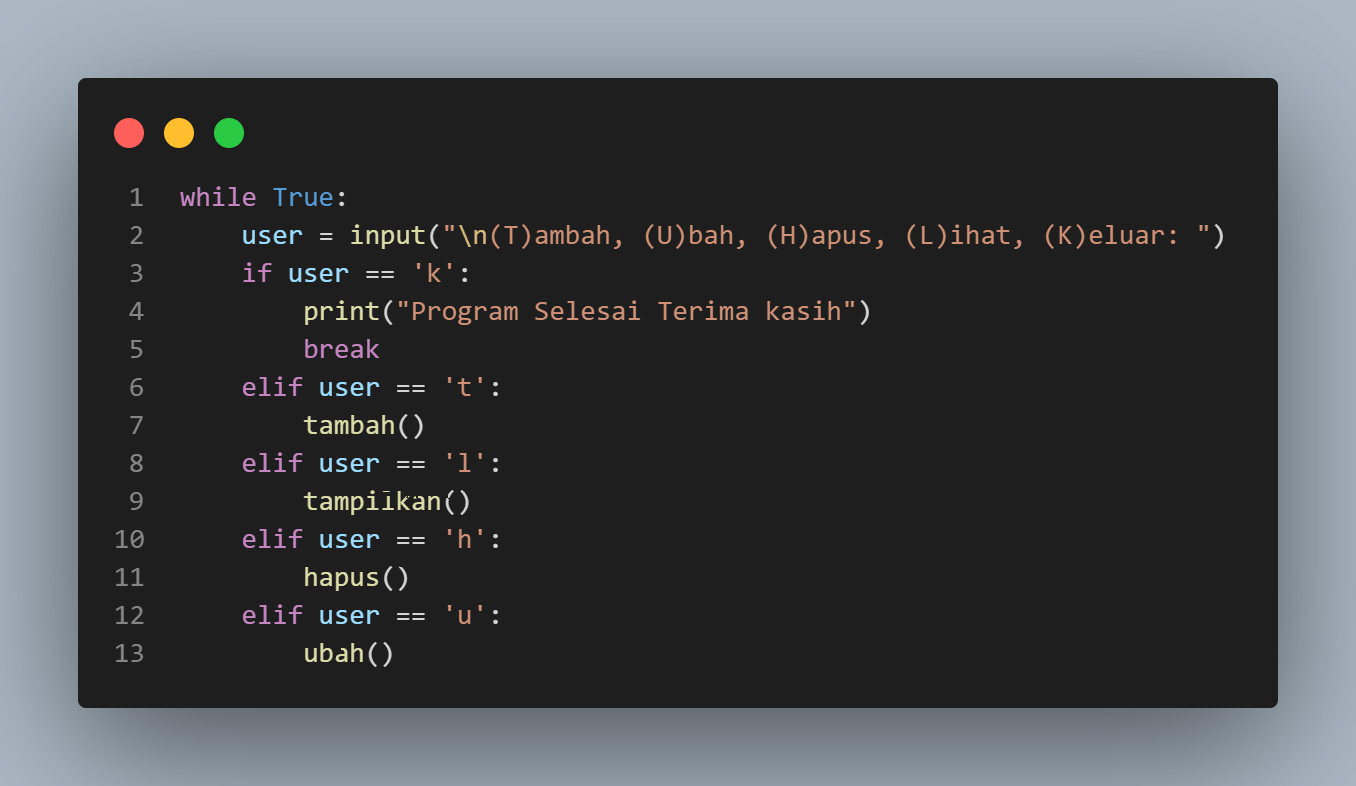 1 while True:
2     user = input("\n(T)ambah, (U)bah, (H)apus, (L)ihat, (K)eluar: ")
3     if user == 'k':
4         print("Program Selesai Terima kasih")
5         break
6     elif user == 't':
7         tambah()
8     elif user == 'l':
9         tampilkan()
10     elif user == 'h':
11         hapus()
12     elif user == 'u':
13         ubah()